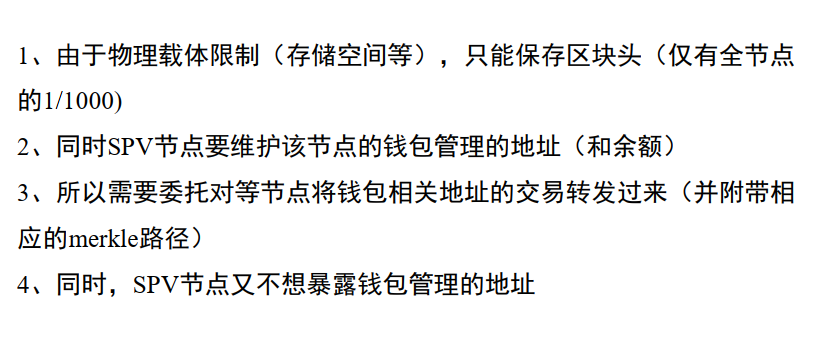 1、由于物理载体限制（存储空间等），只能保存区块头（仅有全节点
的1/1000)
2、同时SPV节点要维护该节点的钱包管理的地址（和余额）
3、所以需要委托对等节点将钱包相关地址的交易转发过来（并附带相
应的merkle路径）
4、同时，SPV节点又不想暴露钱包管理的地址